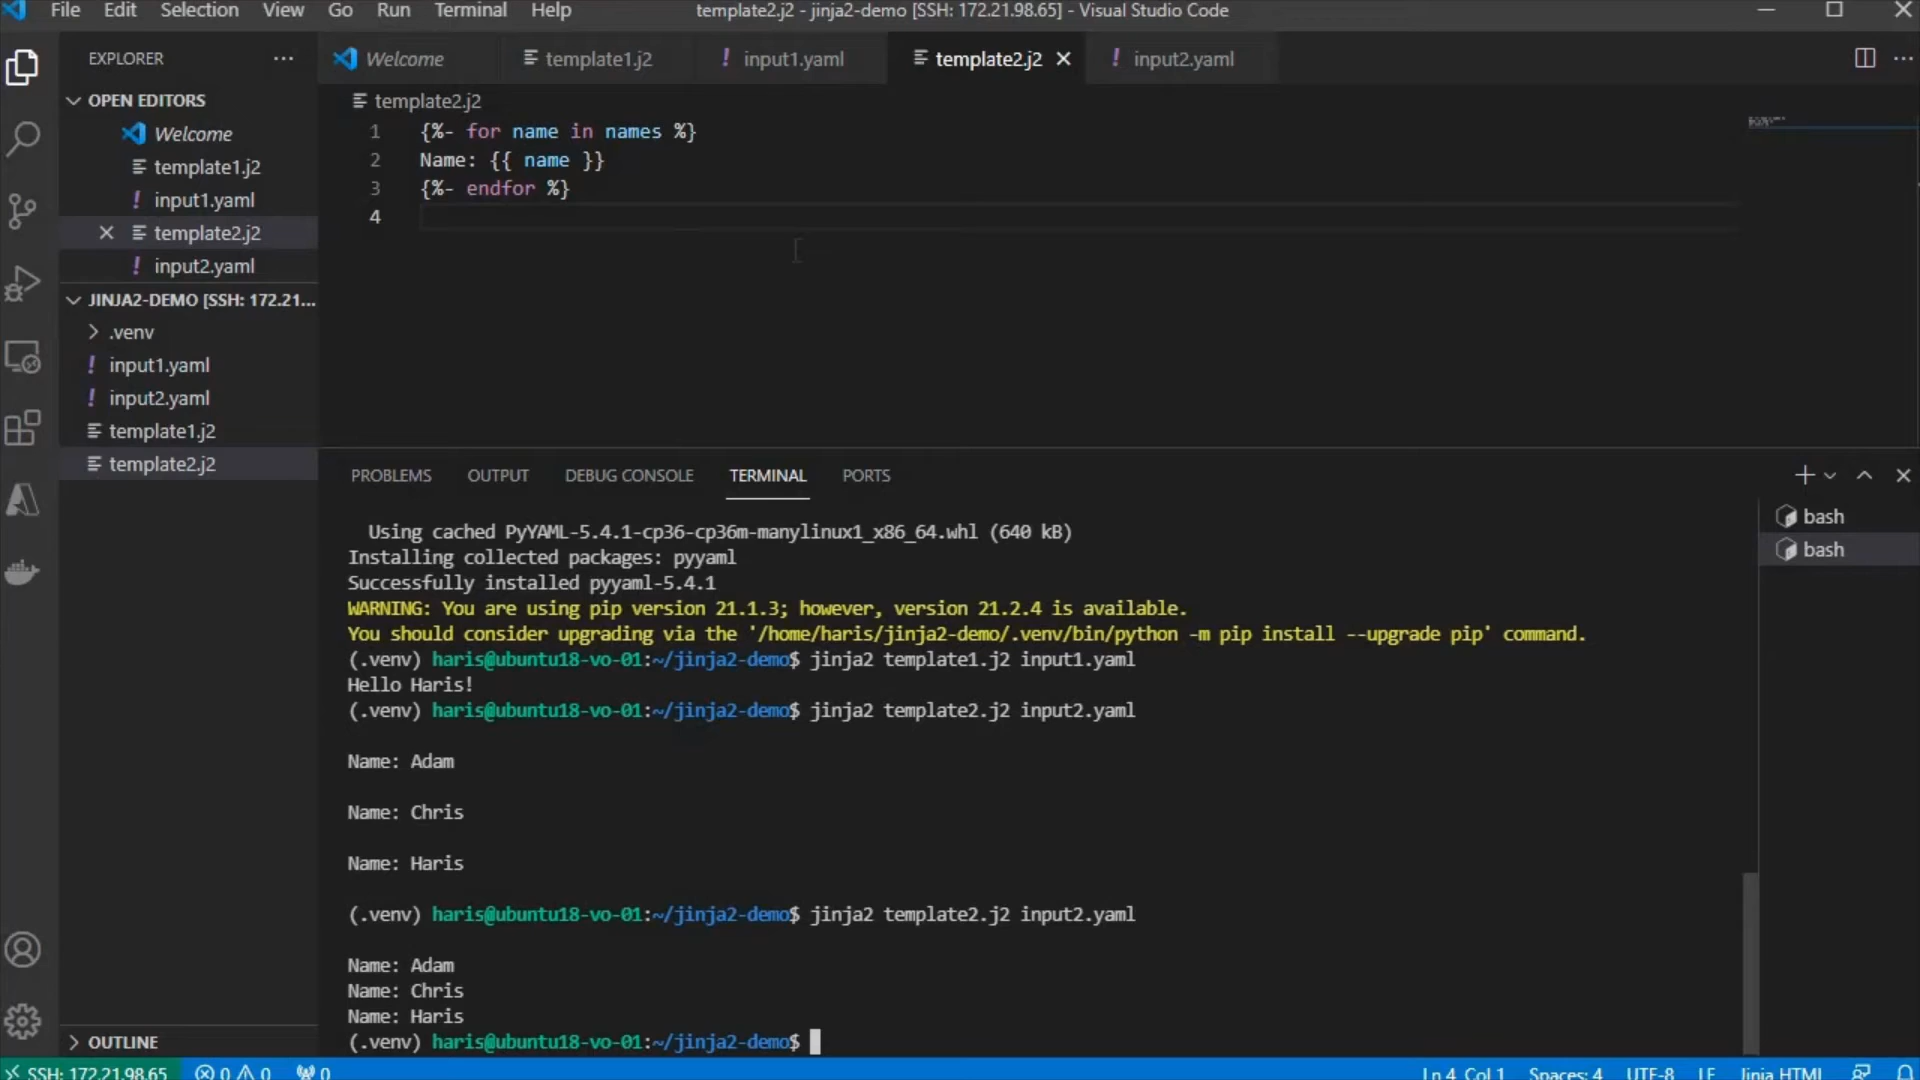 File Edit Selection View Go Run Terminal Help
template2.j2 - jinja2-demo [SSH: 172.21.98.65] - Visual Studio Code
EXPLORER
Welcome template1.j2 ! input1.yaml template2.j2 ! input2.yaml
OPEN EDITORS
Welcome
template1.j2
! input1.yaml
template2.j2
! input2.yaml
JINJA2-DEMO [SSH: 172.21...
.venv
! input1.yaml
! input2.yaml
template1.j2
template2.j2
OUTLINE
template2.j2
1 {%- for name in names %}
2 Name: {{ name }}
3 {%- endfor %}
4
PROBLEMS OUTPUT DEBUG CONSOLE TERMINAL PORTS
bash
bash
Using cached PyYAML-5.4.1-cp36-cp36m-manylinux1_x86_64.whl (640 kB)
Installing collected packages: pyyaml
Successfully installed pyyaml-5.4.1
WARNING: You are using pip version 21.1.3; however, version 21.2.4 is available.
You should consider upgrading via the '/home/haris/jinja2-demo/.venv/bin/python -m pip install --upgrade pip' command.
(.venv) haris@ubuntu18-vo-01:~/jinja2-demo$ jinja2 template1.j2 input1.yaml
Hello Haris!
(.venv) haris@ubuntu18-vo-01:~/jinja2-demo$ jinja2 template2.j2 input2.yaml
Name: Adam
Name: Chris
Name: Haris
(.venv) haris@ubuntu18-vo-01:~/jinja2-demo$ jinja2 template2.j2 input2.yaml
Name: Adam
Name: Chris
Name: Haris
(.venv) haris@ubuntu18-vo-01:~/jinja2-demo$
SSH: 172.21.98.65 0 0 0 Ln 4, Col 1 Spaces: 4 UTF-8 LF Jinja HTML